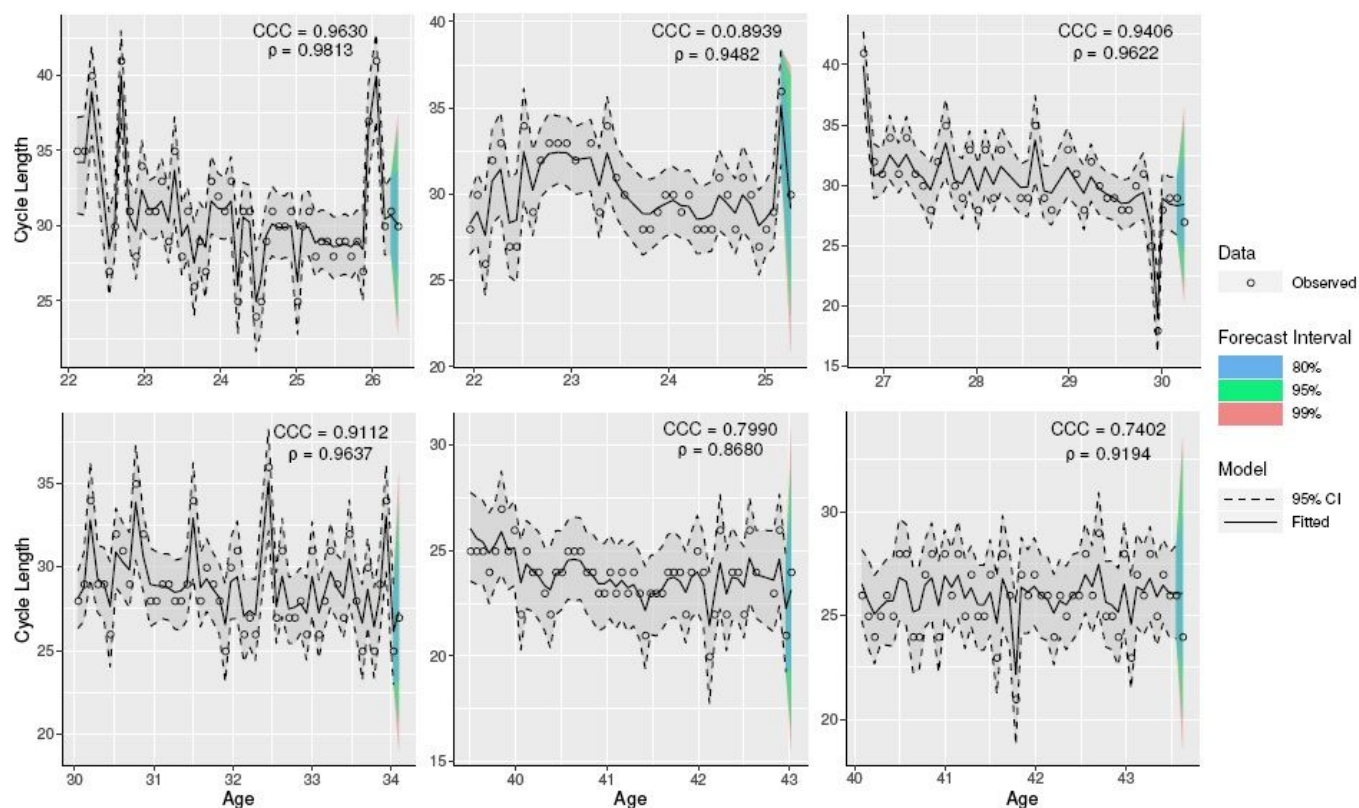 CCC = 0.9630
ρ = 0.9813
Cycle Length
40
35
30
25
22
23
24
25
26
CCC = 0.0.8939
ρ = 0.9482
40
35
30
25
20
22
23
24
25
CCC = 0.9406
ρ = 0.9622
40
35
30
25
20
15
27
28
29
30
CCC = 0.9112
ρ = 0.9637
Cycle Length
35
30
25
20
30
31
32
33
34
Age
CCC = 0.7990
ρ = 0.8680
30
25
20
15
40
41
42
43
Age
CCC = 0.7402
ρ = 0.9194
30
25
20
40
41
42
43
Age
Data
Observed
Forecast Interval
80%
95%
99%
Model
95% CI
Fitted